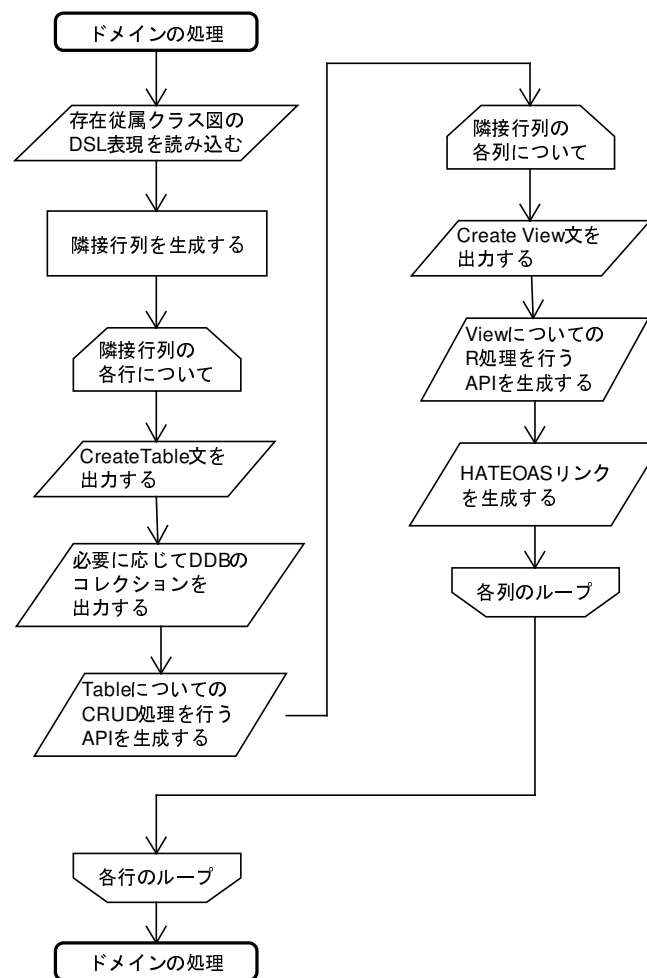 ドメインの処理
存在従属クラス図の
DSL表現を読み込む
隣接行列を生成する
隣接行列の
各行について
CreateTable文を
出力する
必要に応じてDDBの
コレクションを
出力する
Tableについての
CRUD処理を行う
APIを生成する
隣接行列の
各列について
Create View文を
出力する
Viewについての
R処理を行う
APIを生成する
HATEOASリンク
を生成する
各列のループ
各行のループ
ドメインの処理